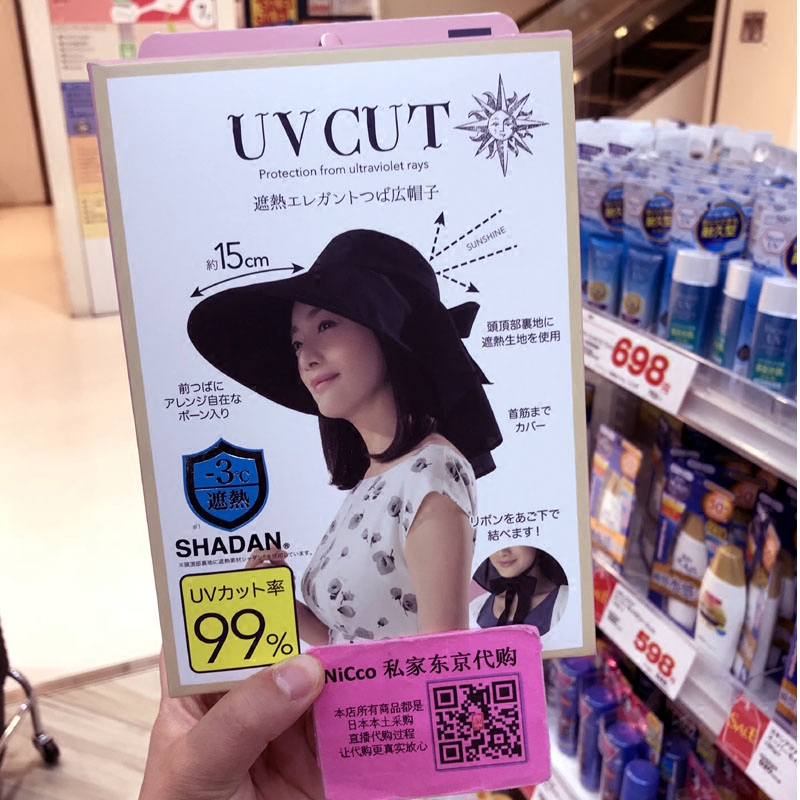 UV CUT
Protection from ultraviolet rays
遮熱エレガントつば広帽子
約15cm
SUNSHINE
頭頂部裏地に
遮熱生地を使用
前つばに
アレンジ自在な
ボーン入り
首筋まで
カバー
-3℃
遮熱
※1
SHADAN®
リボンをあご下で
結べます!
UVカット率
99%
NiCco 私家东京代购
本店所有商品都是
日本本土采购
直播代购过程
让代购更真实放心
698
598
SALE
UV